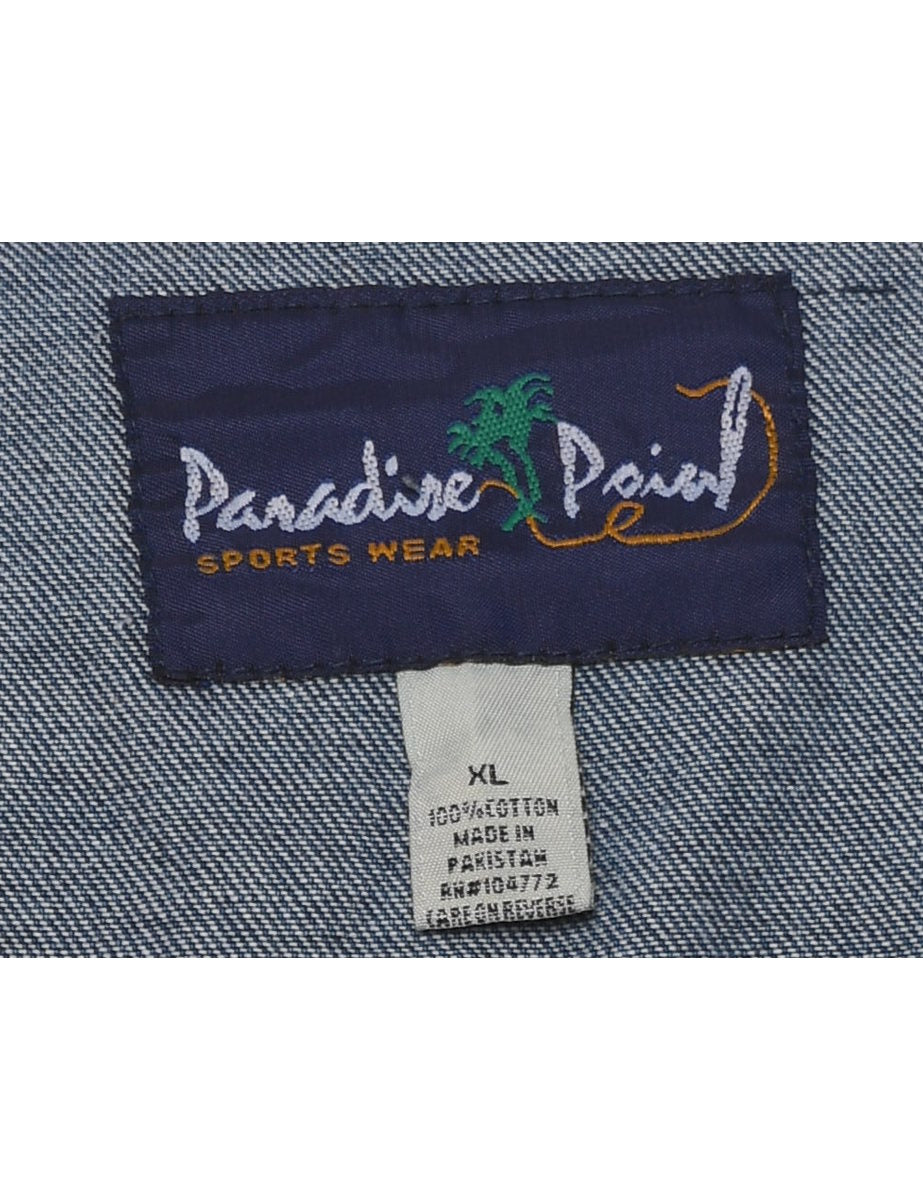 Paradise Point
SPORTS WEAR
XL
100% COTTON
MADE IN
PAKISTAN
RN#104772
CARE ON REVERSE